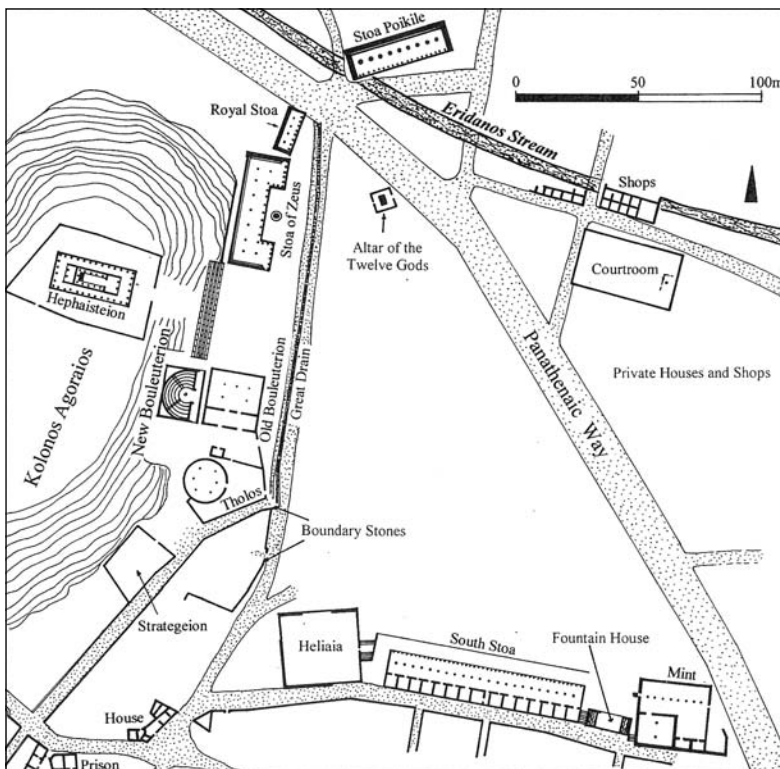 Stoa Poikile
0 50 100m
Royal Stoa
Eridanos Stream
Shops
Stoa of Zeus
Altar of the
Twelve Gods
Courtroom
Hephaisteion
Panathenaic Way
Private Houses and Shops
Kolonos Agoraios
New Bouleuterion
Old Bouleuterion
Great Drain
Tholos
Boundary Stones
Strategeion
Heliaia
South Stoa
Fountain House
Mint
House
Prison